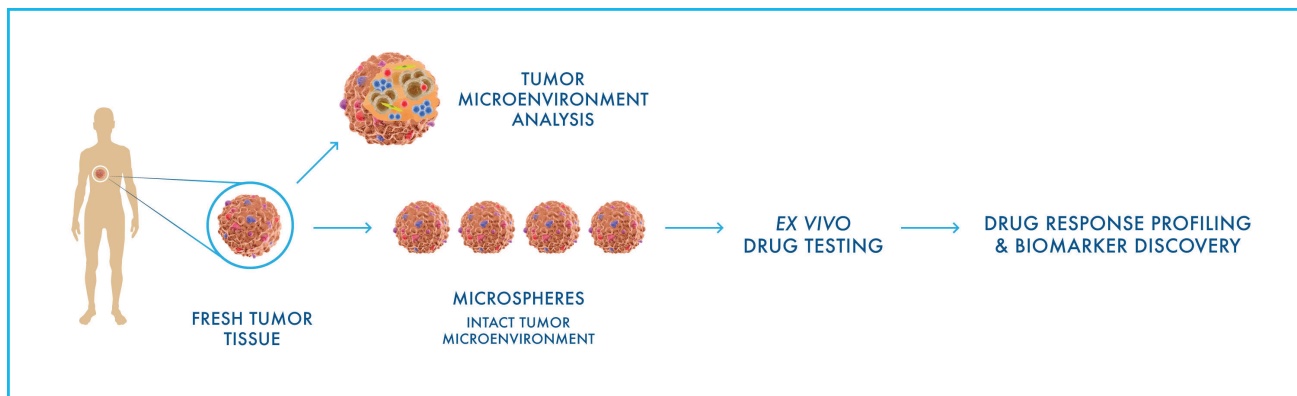 TUMOR
MICROENVIRONMENT
ANALYSIS
FRESH TUMOR
TISSUE
MICROSPHERES
INTACT TUMOR
MICROENVIRONMENT
EX VIVO
DRUG TESTING
DRUG RESPONSE PROFILING
& BIOMARKER DISCOVERY